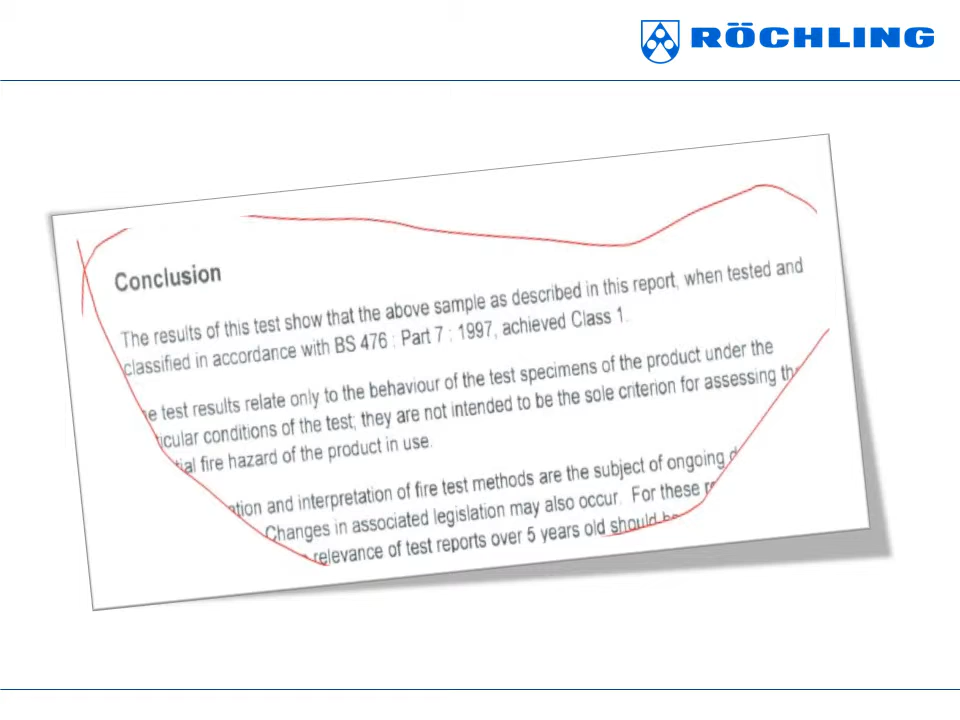 RÖCHLING
Conclusion
The results of this test show that the above sample as described in this report, when tested and
classified in accordance with BS 476 : Part 7 : 1997, achieved Class 1.
test results relate only to the behaviour of the test specimens of the product under the
conditions of the test; they are not intended to be the sole criterion for assessing
fire hazard of the product in use.
and interpretation of fire test methods are the subject of ongoing
Changes in associated legislation may also occur. For these
relevance of test reports over 5 years old should